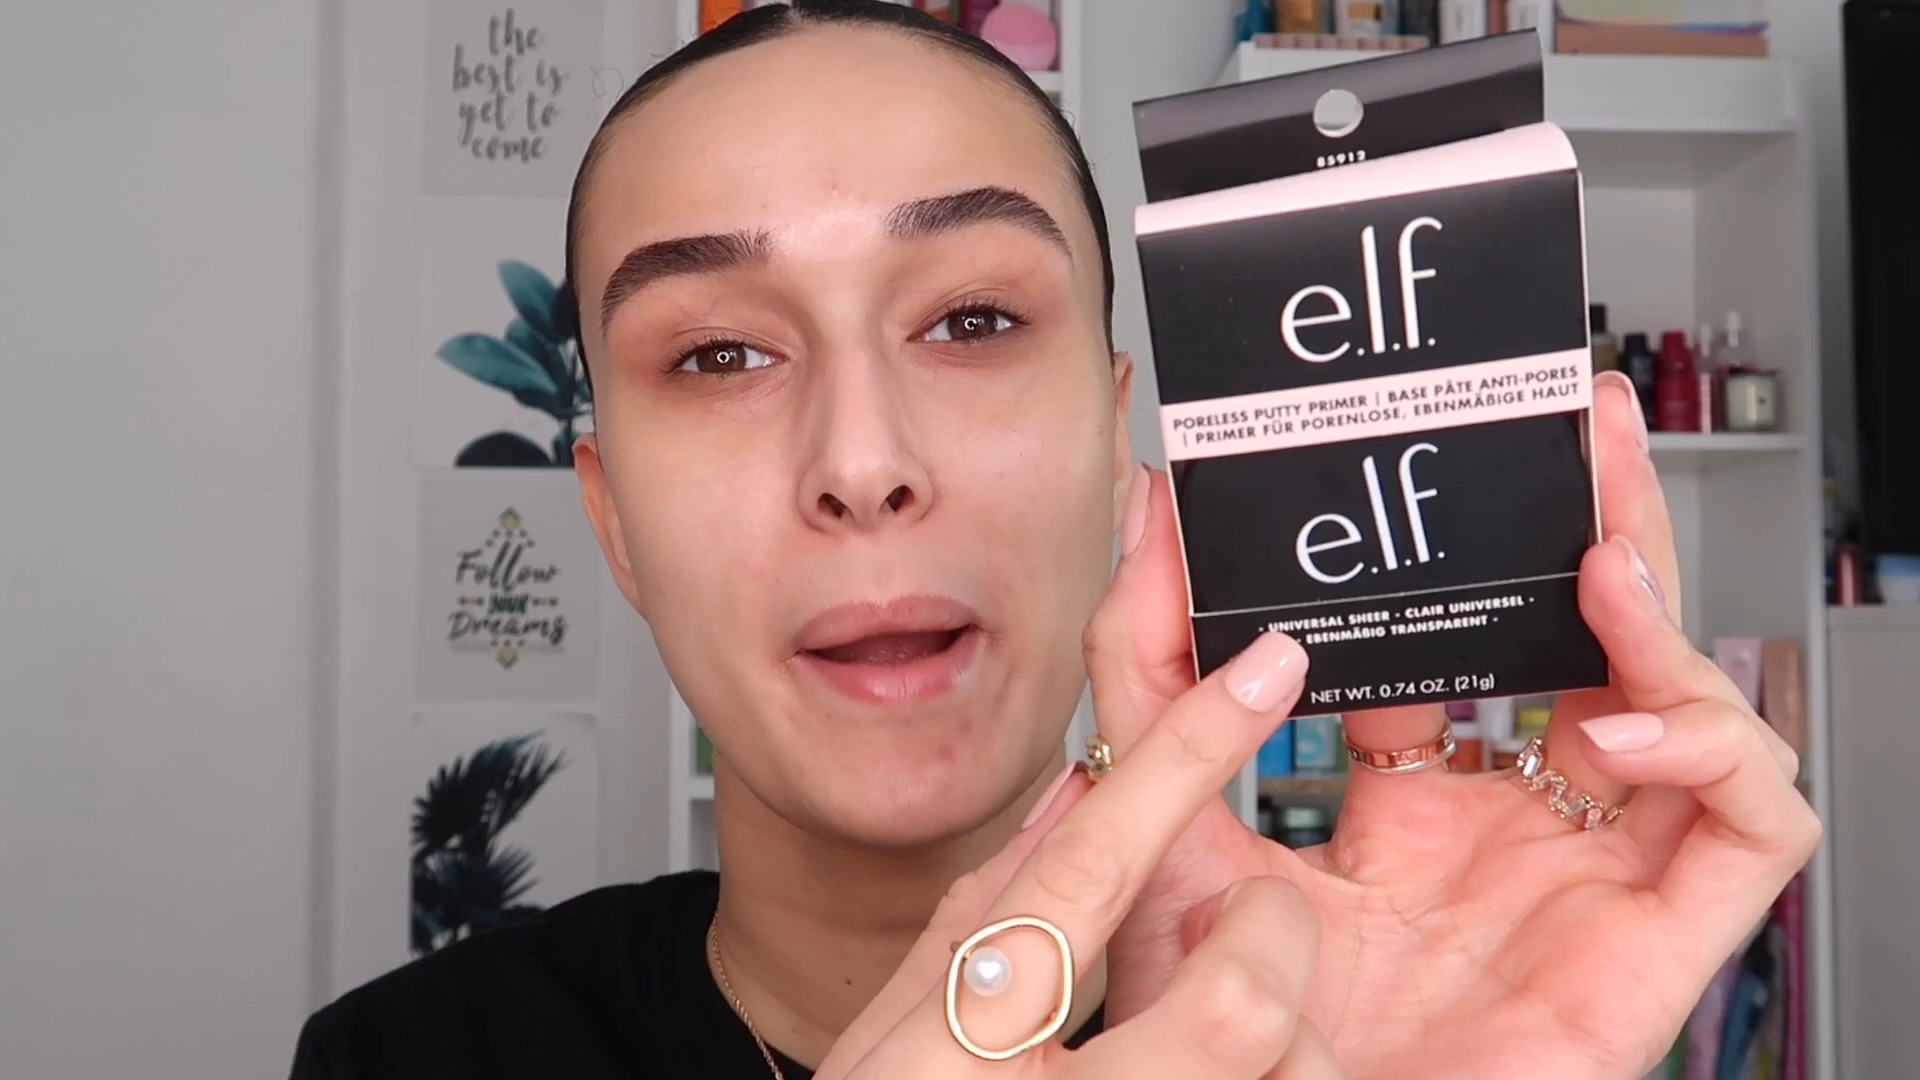 the
best is
yet to
come
Follow
YOUR
Dreams
85912
e.l.f.
PORELESS PUTTY PRIMER | BASE PÂTE ANTI-PORES
| PRIMER FÜR PORENLOSE, EBENMÄßIGE HAUT
e.l.f.
- UNIVERSAL SHEER - CLAIR UNIVERSEL -
- EBENMÄßIG TRANSPARENT -
NET WT. 0.74 OZ. (21g)